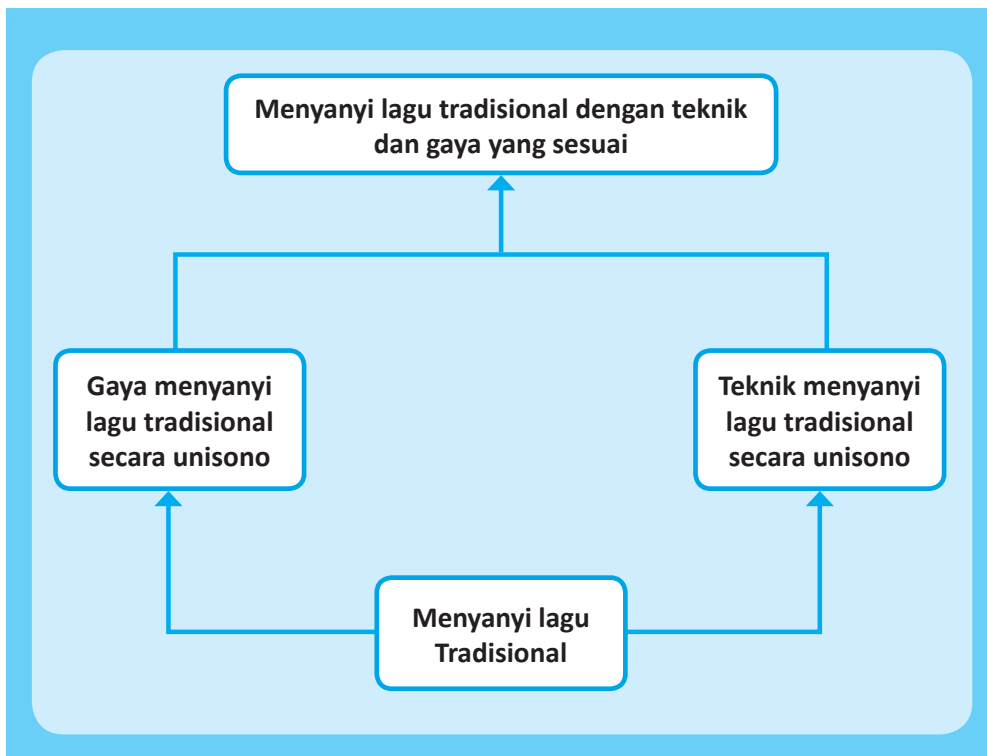 Menyanyi lagu tradisional dengan teknik
dan gaya yang sesuai
Gaya menyanyi
lagu tradisional
secara unisono
Teknik menyanyi
lagu tradisional
secara unisono
Menyanyi lagu
Tradisional